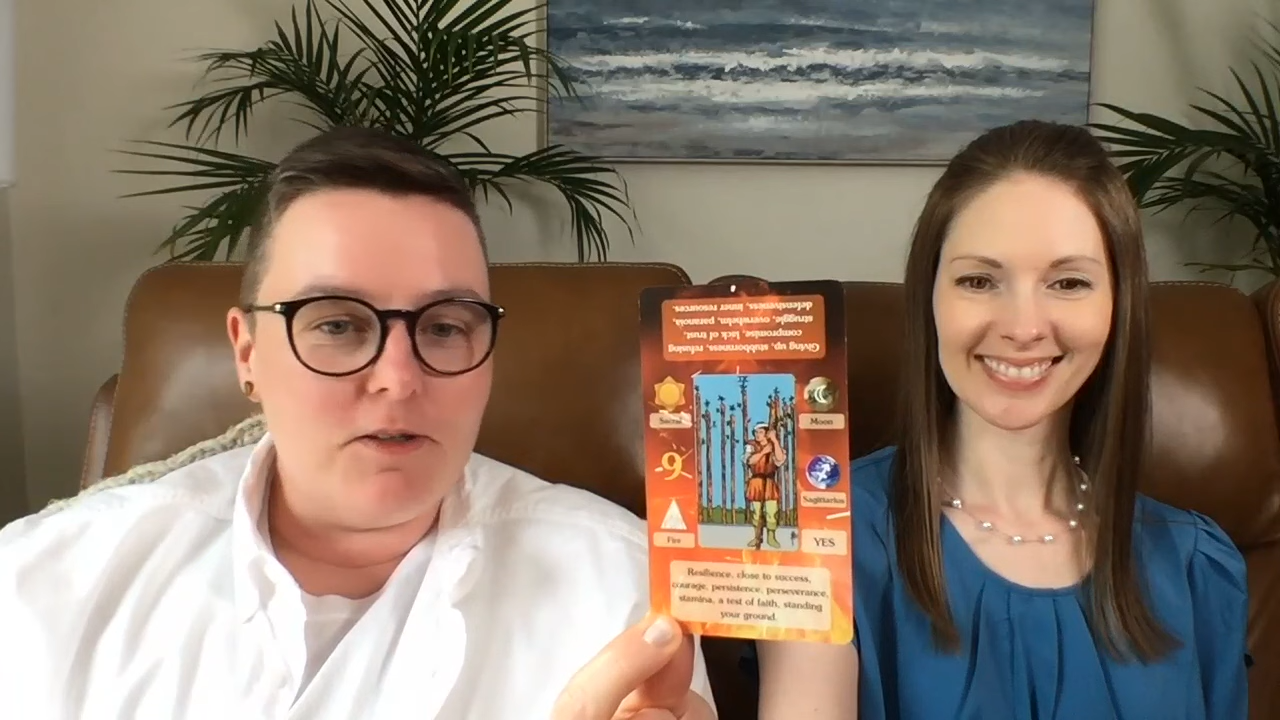 Giving up, stubbornness, refusing
compromise, lack of trust,
struggle, overwhelm, paranoia,
defensiveness, inner resources.
Sacral
Moon
9
Sagittarius
Fire
YES
Resilience, close to success,
courage, persistence, perseverance,
stamina, a test of faith, standing
your ground.